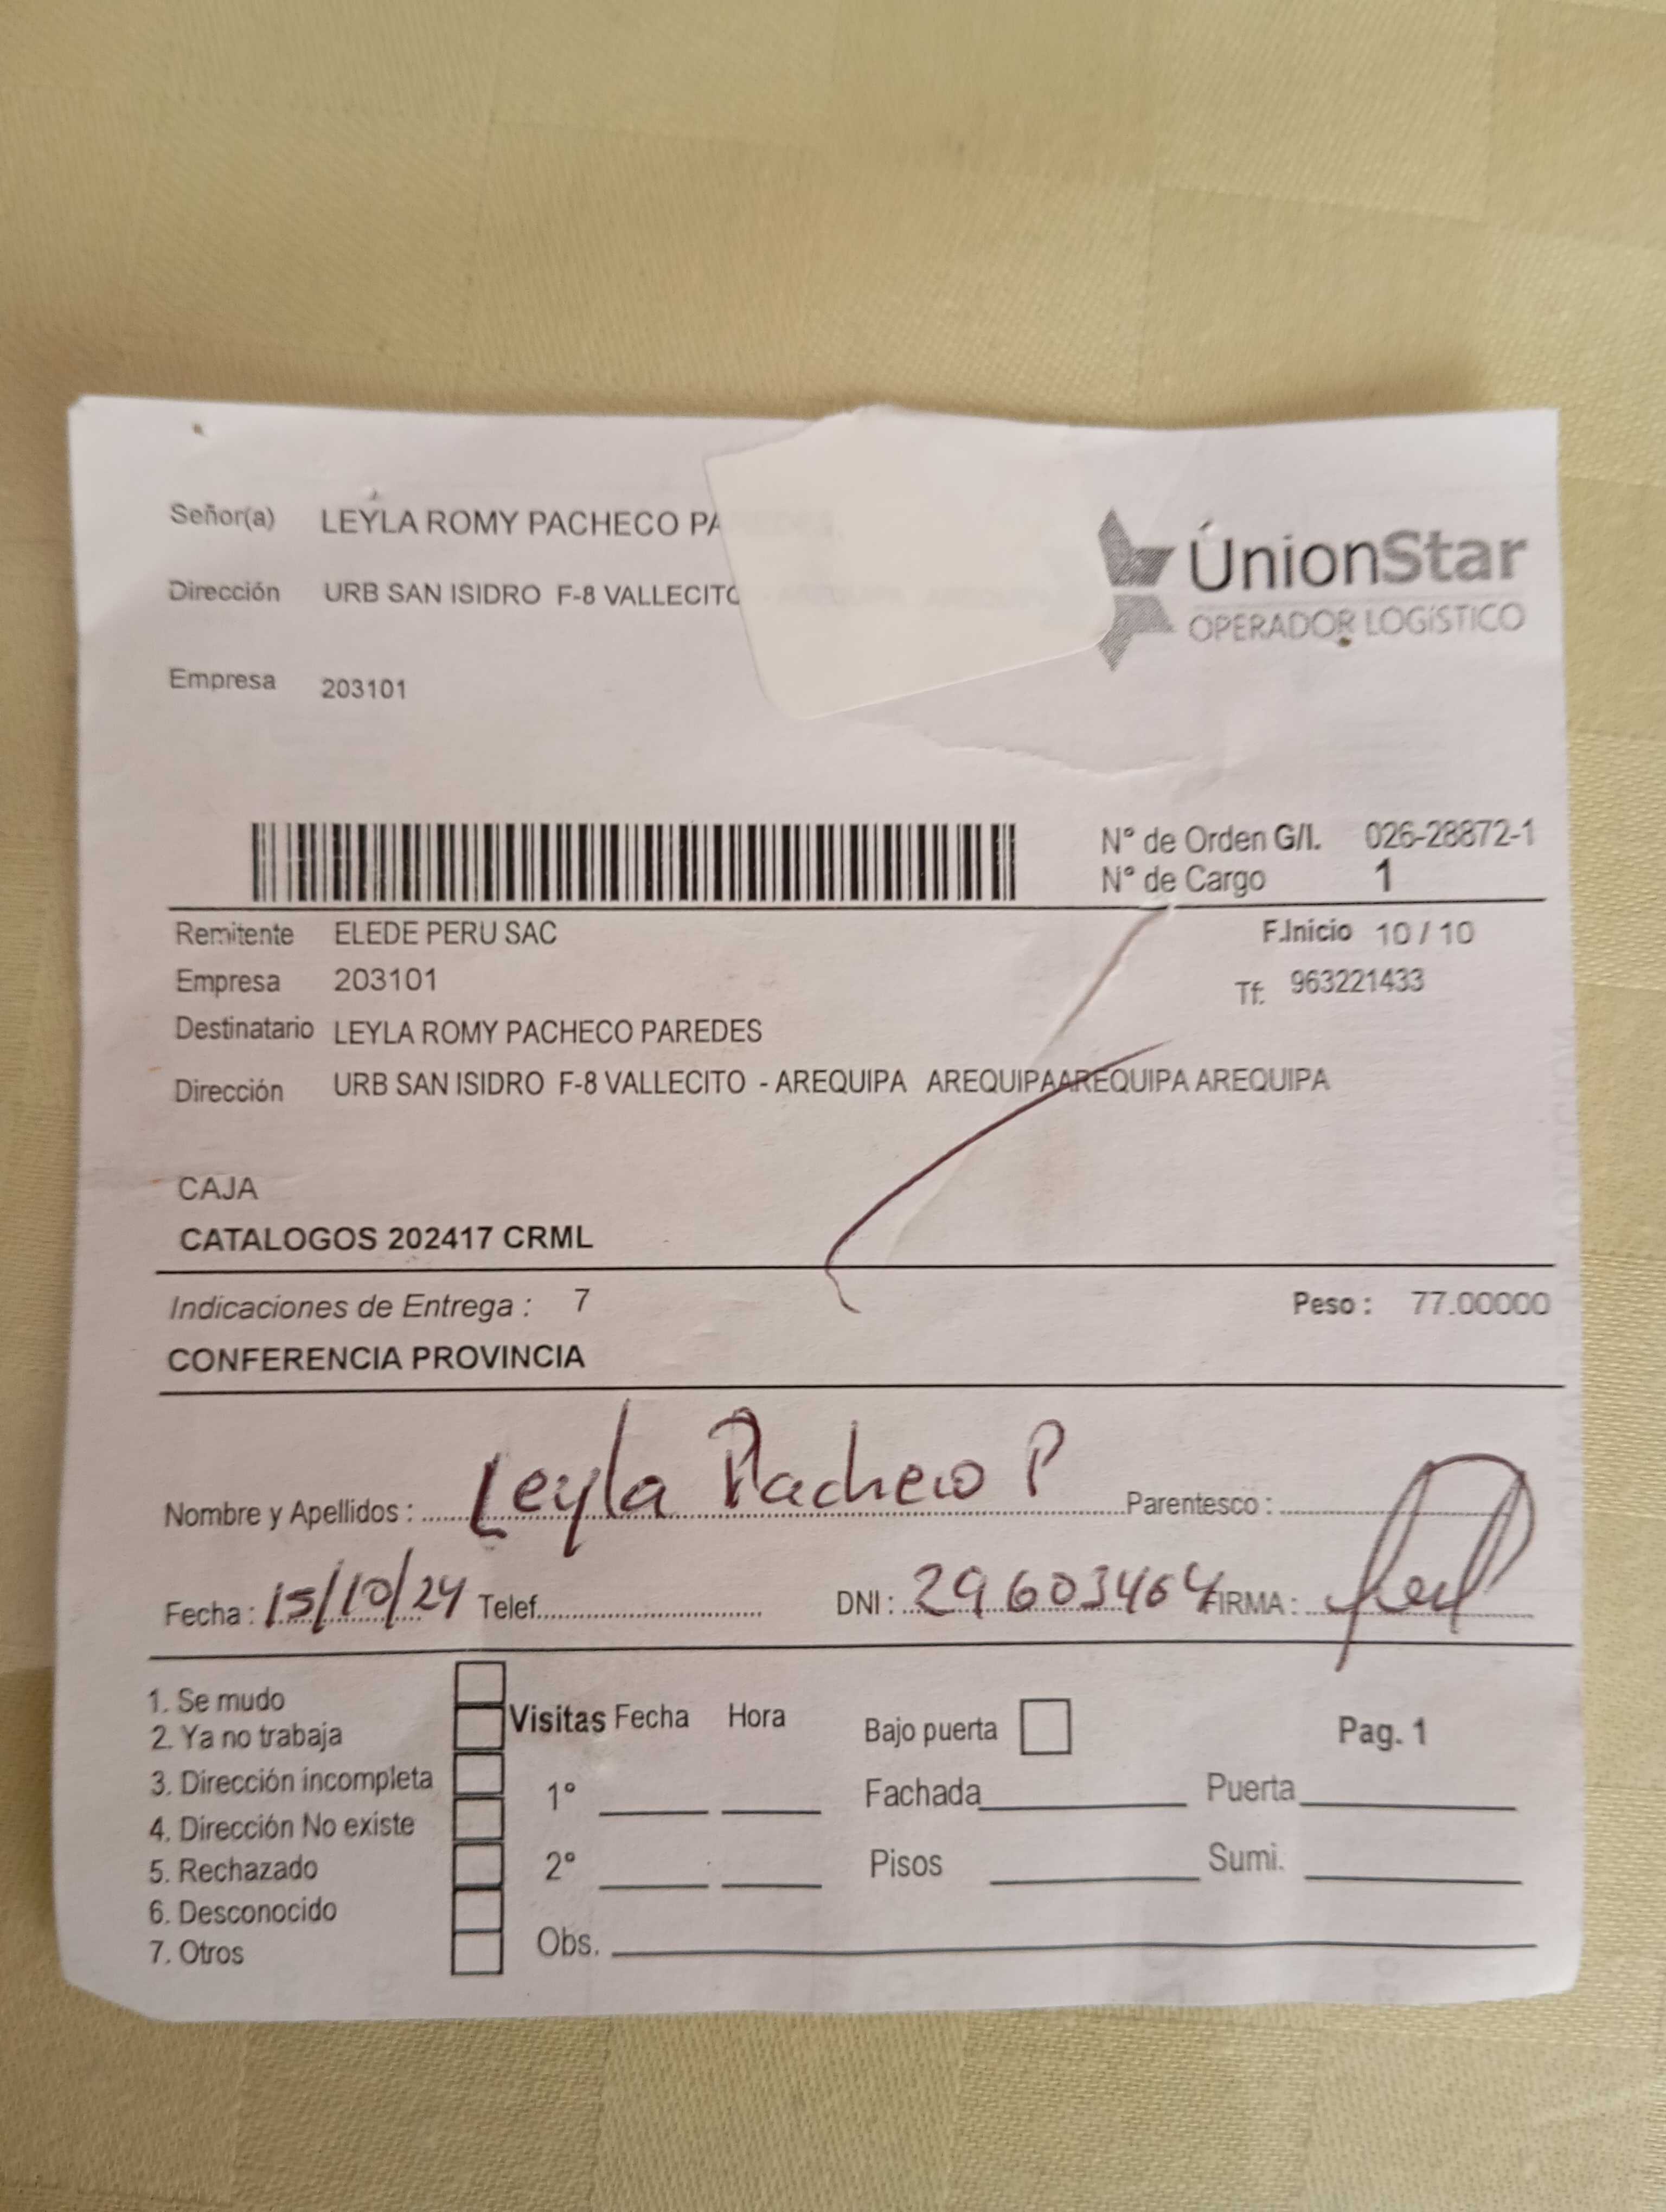 Señor(a) LEYLA ROMY PACHECO PA
ÚnionStar
OPERADOR LOGÍSTICO
Dirección URB SAN ISIDRO F-8 VALLECITO
Empresa 203101
N° de Orden G/I. 026-28872-1
N° de Cargo 1
Remitente ELEDE PERU SAC F.Inicio 10 / 10
Empresa 203101 Tf: 963221433
Destinatario LEYLA ROMY PACHECO PAREDES
Dirección URB SAN ISIDRO F-8 VALLECITO - AREQUIPA AREQUIPAAREQUIPA AREQUIPA
CAJA
CATALOGOS 202417 CRML
Indicaciones de Entrega : 7 Peso : 77.00000
CONFERENCIA PROVINCIA
Nombre y Apellidos : Leyla Pacheco P Parentesco :
Fecha : 15/10/24 Telef. DNI : 29603464 FIRMA :
1. Se mudo
2. Ya no trabaja
3. Dirección incompleta
4. Dirección No existe
5. Rechazado
6. Desconocido
7. Otros
Visitas Fecha Hora Bajo puerta Pag. 1
1° Fachada Puerta
2° Pisos Sumi.
Obs.